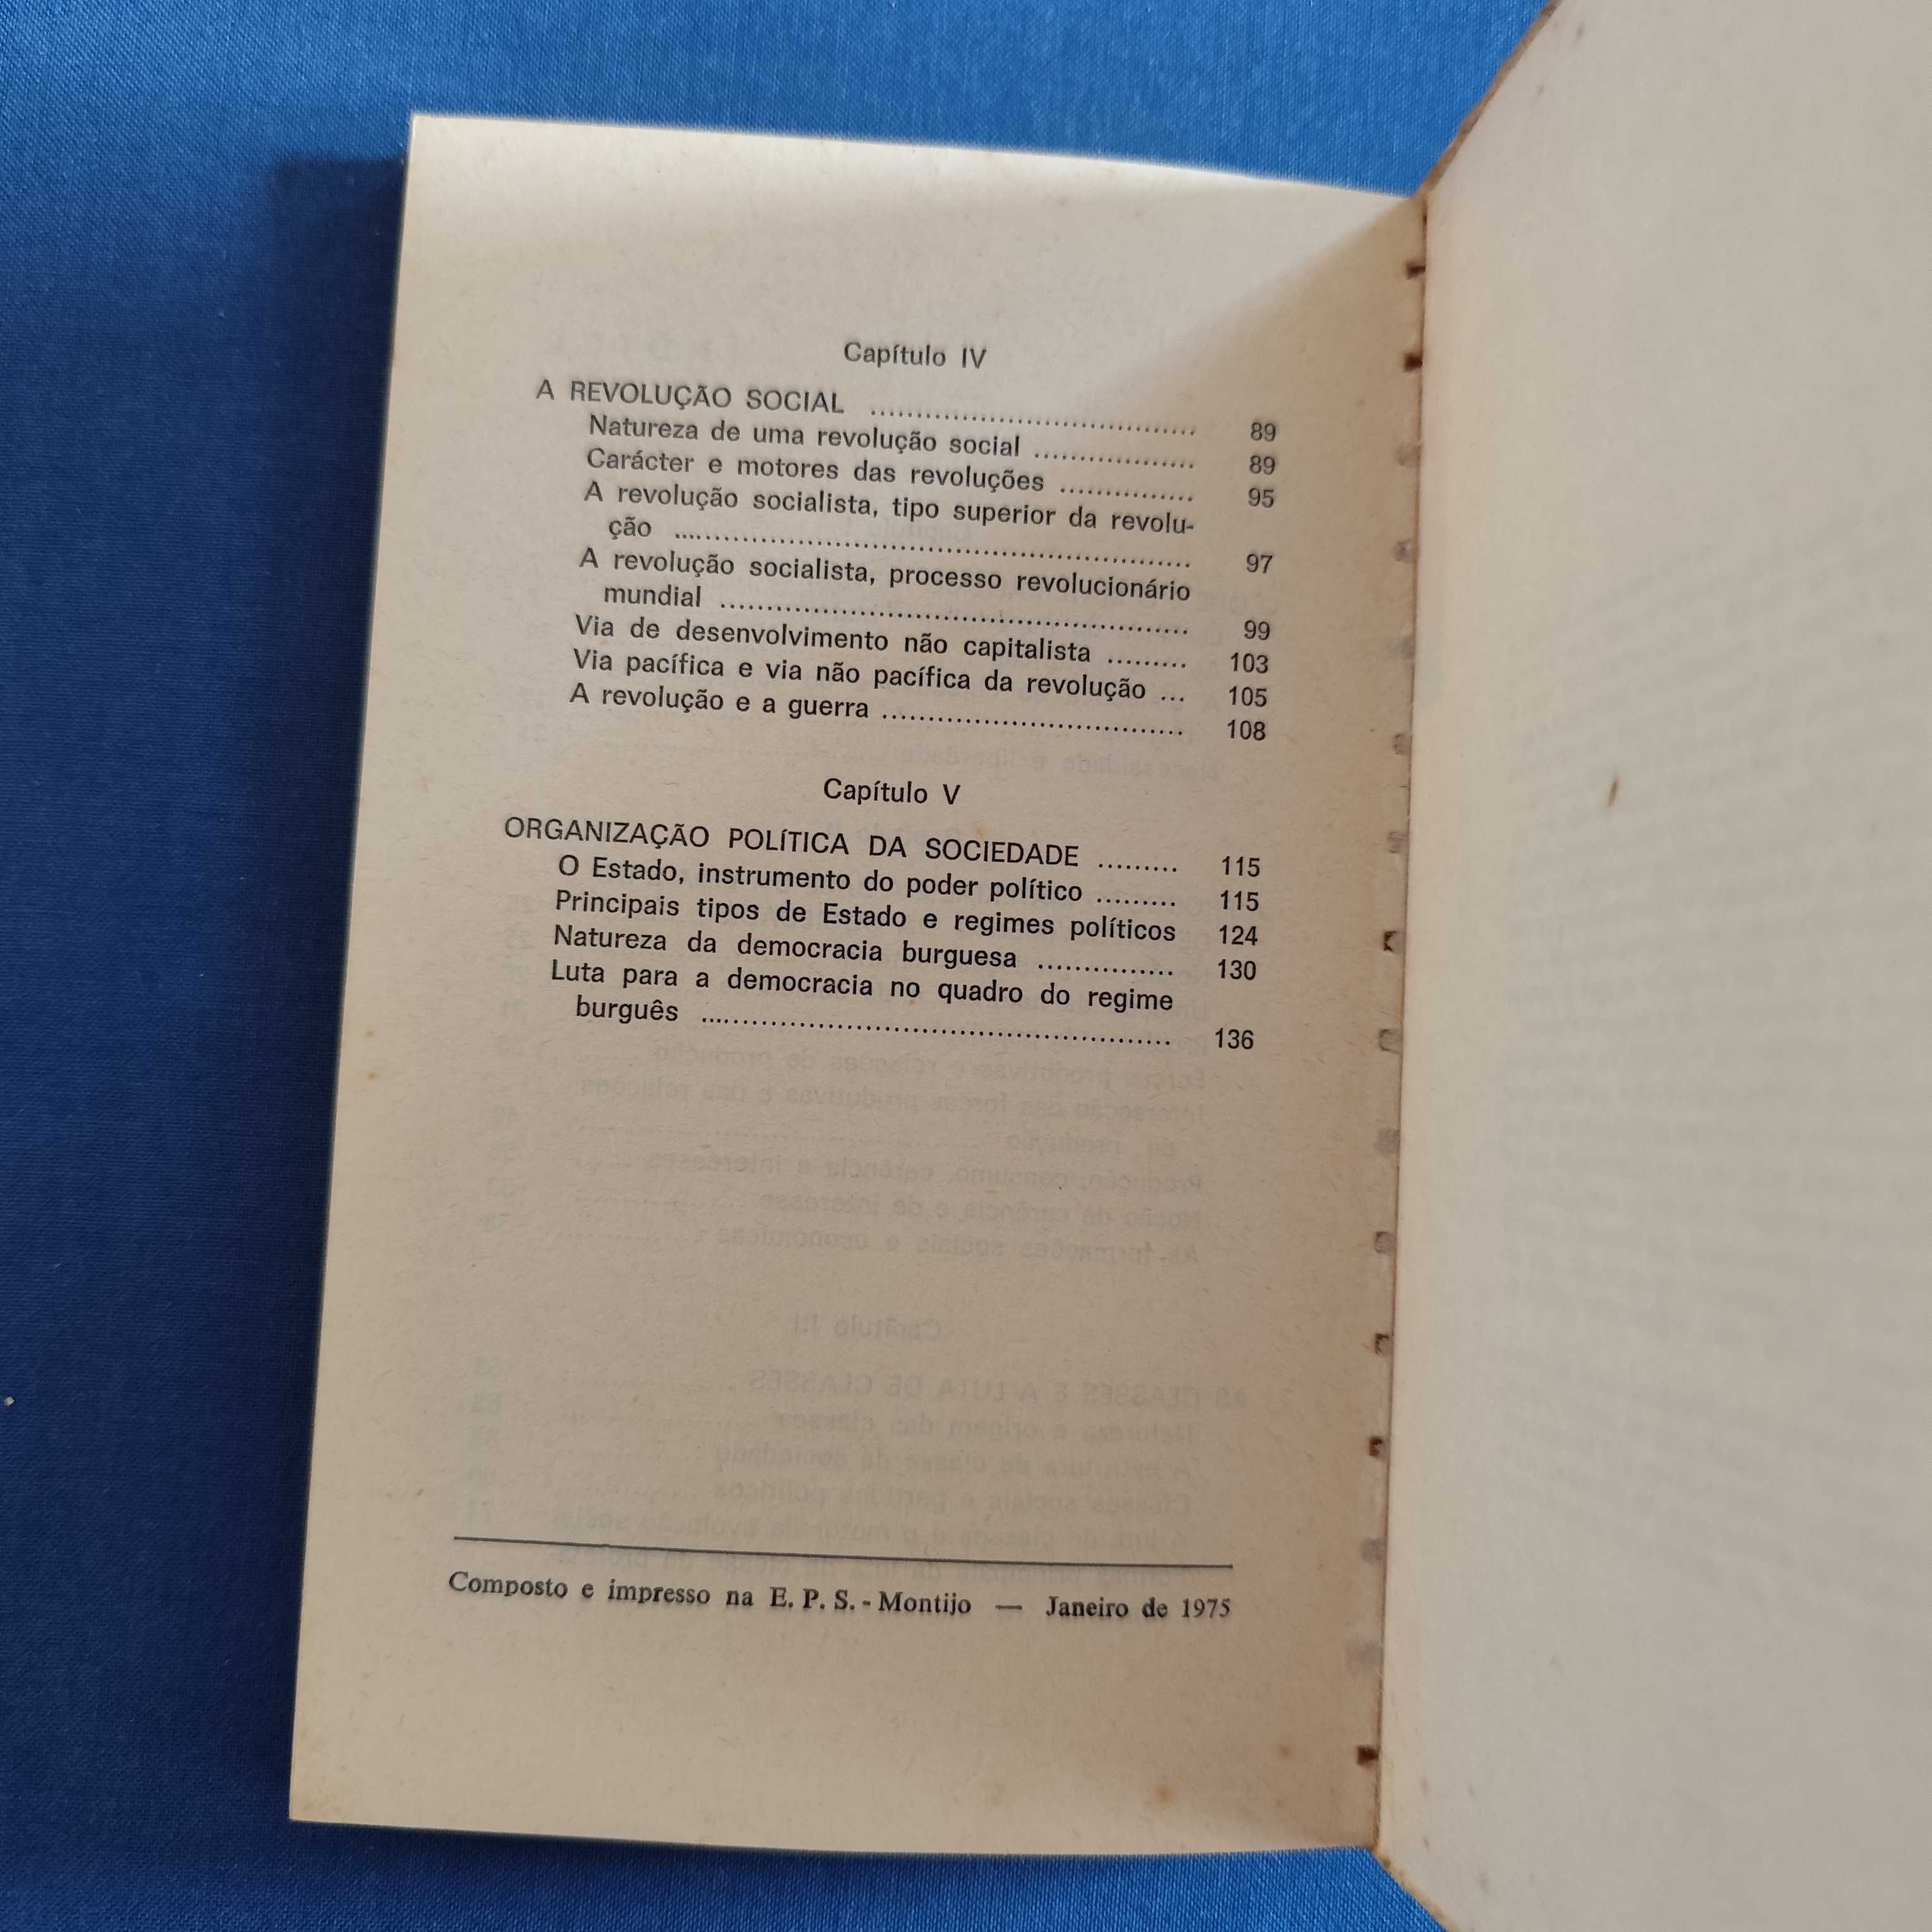 Capítulo IV
A REVOLUÇÃO SOCIAL .................................... 89
Natureza de uma revolução social .................. 89
Carácter e motores das revoluções ............... 95
A revolução socialista, tipo superior da revolu-
ção ......................................................... 97
A revolução socialista, processo revolucionário
mundial .................................................... 99
Via de desenvolvimento não capitalista ......... 103
Via pacífica e via não pacífica da revolução ... 105
A revolução e a guerra ................................. 108
Capítulo V
ORGANIZAÇÃO POLÍTICA DA SOCIEDADE ......... 115
O Estado, instrumento do poder político ......... 115
Principais tipos de Estado e regimes políticos 124
Natureza da democracia burguesa ............... 130
Luta para a democracia no quadro do regime
burguês .................................................... 136
Composto e impresso na E. P. S. - Montijo — Janeiro de 1975